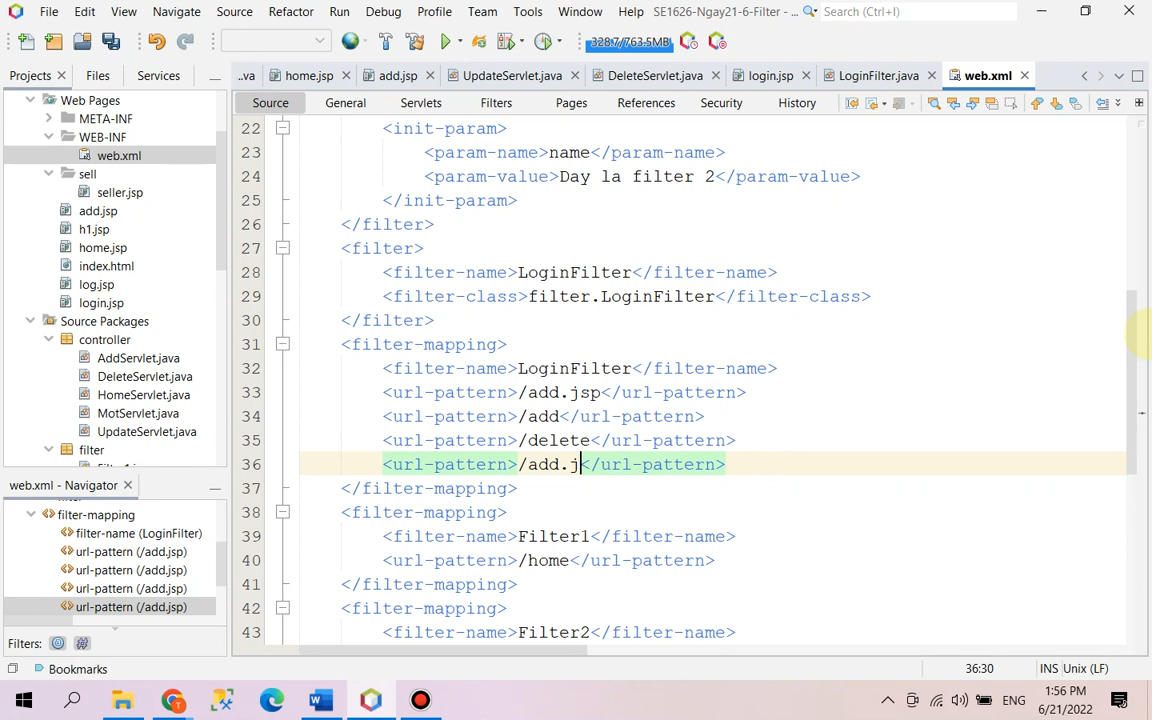 File Edit View Navigate Source Refactor Run Debug Profile Team Tools Window Help SE1626-Ngay21-6-Filter - ... Search (Ctrl+I)
328.7/763.5MB
Projects Files Services ...va home.jsp add.jsp UpdateServlet.java DeleteServlet.java login.jsp LoginFilter.java web.xml
Source General Servlets Filters Pages References Security History
Web Pages
META-INF
WEB-INF
web.xml
sell
seller.jsp
add.jsp
h1.jsp
home.jsp
index.html
log.jsp
login.jsp
Source Packages
controller
AddServlet.java
DeleteServlet.java
HomeServlet.java
MotServlet.java
UpdateServlet.java
filter
22 <init-param>
23 <param-name>name</param-name>
24 <param-value>Day la filter 2</param-value>
25 </init-param>
26 </filter>
27 <filter>
28 <filter-name>LoginFilter</filter-name>
29 <filter-class>filter.LoginFilter</filter-class>
30 </filter>
31 <filter-mapping>
32 <filter-name>LoginFilter</filter-name>
33 <url-pattern>/add.jsp</url-pattern>
34 <url-pattern>/add</url-pattern>
35 <url-pattern>/delete</url-pattern>
36 <url-pattern>/add.j</url-pattern>
37 </filter-mapping>
38 <filter-mapping>
39 <filter-name>Filter1</filter-name>
40 <url-pattern>/home</url-pattern>
41 </filter-mapping>
42 <filter-mapping>
43 <filter-name>Filter2</filter-name>
web.xml - Navigator
filter-mapping
filter-name (LoginFilter)
url-pattern (/add.jsp)
url-pattern (/add.jsp)
url-pattern (/add.jsp)
url-pattern (/add.jsp)
Filters:
Bookmarks 36:30 INS Unix (LF)
ENG
1:56 PM
6/21/2022